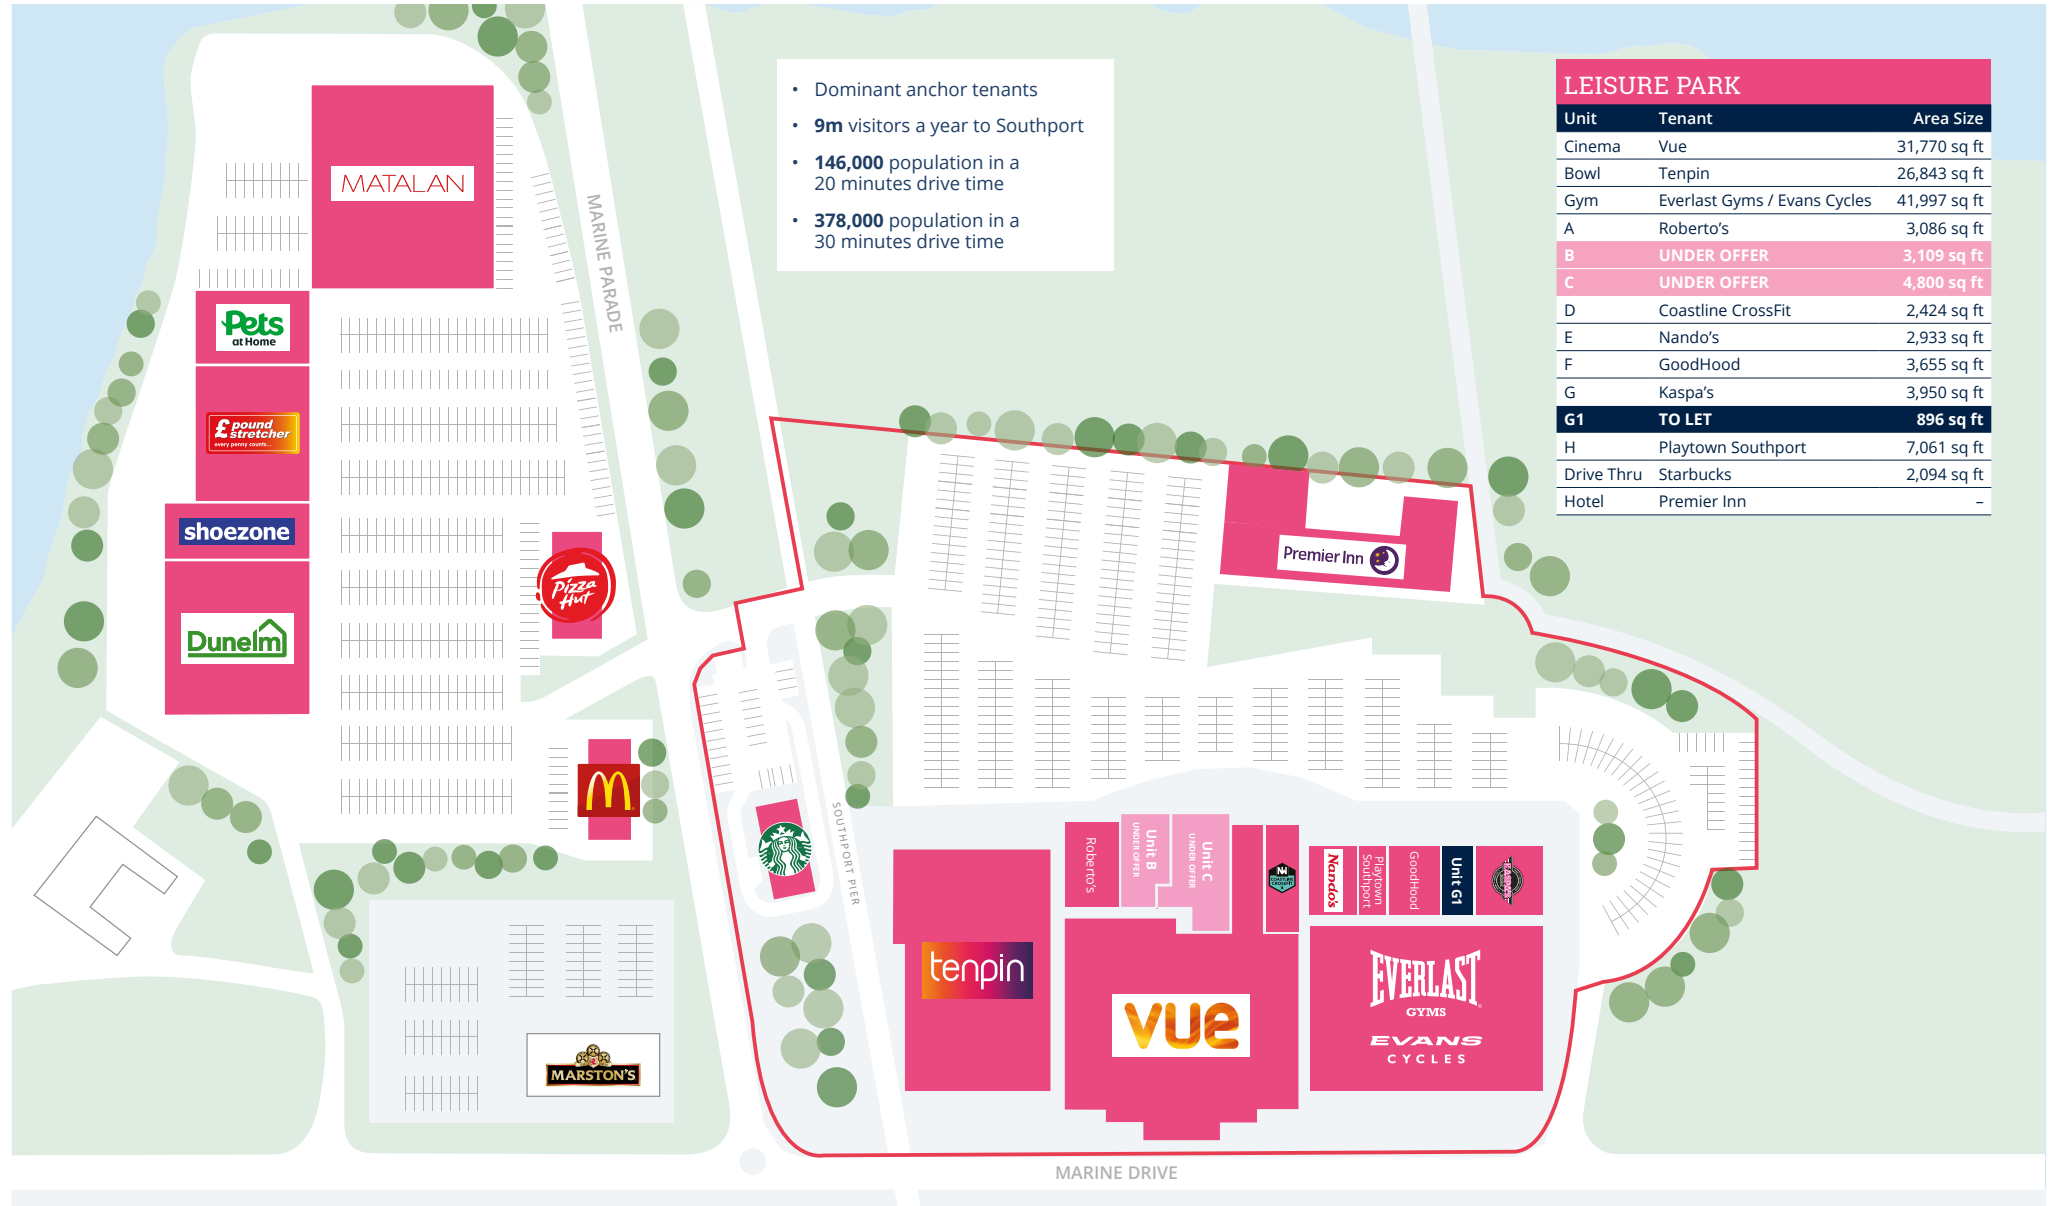 • Dominant anchor tenants
• 9m visitors a year to Southport
• 146,000 population in a
20 minutes drive time
• 378,000 population in a
30 minutes drive time
LEISURE PARK
Unit Tenant Area Size
Cinema Vue 31,770 sq ft
Bowl Tenpin 26,843 sq ft
Gym Everlast Gyms / Evans Cycles 41,997 sq ft
A Roberto’s 3,086 sq ft
B UNDER OFFER 3,109 sq ft
C UNDER OFFER 4,800 sq ft
D Coastline CrossFit 2,424 sq ft
E Nando’s 2,933 sq ft
F GoodHood 3,655 sq ft
G Kaspa’s 3,950 sq ft
G1 TO LET 896 sq ft
H Playtown Southport 7,061 sq ft
Drive Thru Starbucks 2,094 sq ft
Hotel Premier Inn –
MATALAN
MARINE PARADE
Pets
at Home
£ pound
stretcher
every penny counts...
shoezone
Pizza
Hut
Dunelm
Premier Inn
SOUTHPORT PIER
Roberto’s
Unit B
UNDER OFFER
Unit C
UNDER OFFER
COASTLINE
CROSSFIT
Nando’s
Playtown
Southport
GoodHood
Unit G1
KASPA'S
tenpin
vue
EVERLAST
GYMS
EVANS
CYCLES
MARSTON’S
MARINE DRIVE